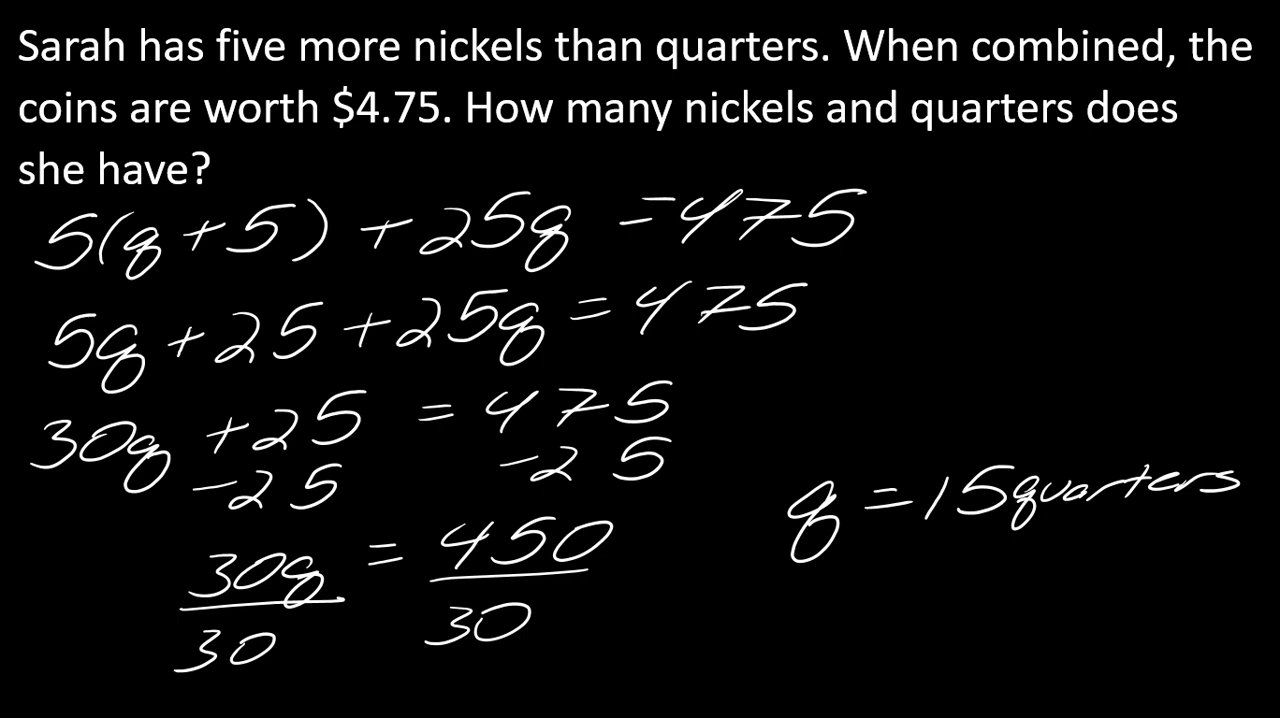 Sarah has five more nickels than quarters. When combined, the
coins are worth $4.75. How many nickels and quarters does
she have?
5(q+5) + 25q = 475
5q + 25 + 25q = 475
30q + 25 = 475
-25 -25
30q = 450
30 30
q = 15 quarters